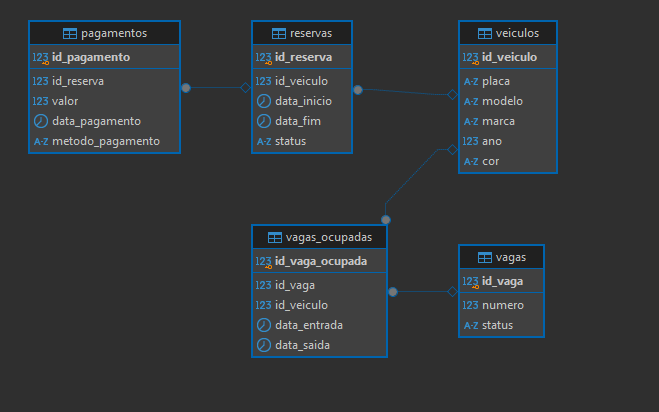 pagamentos
123 id_pagamento
123 id_reserva
123 valor
data_pagamento
A-Z metodo_pagamento
reservas
123 id_reserva
123 id_veiculo
data_inicio
data_fim
A-Z status
veiculos
123 id_veiculo
A-Z placa
A-Z modelo
A-Z marca
A-Z ano
A-Z cor
vagas_ocupadas
123 id_vaga_ocupada
123 id_vaga
123 id_veiculo
data_entrada
data_saida
vagas
123 id_vaga
123 numero
A-Z status